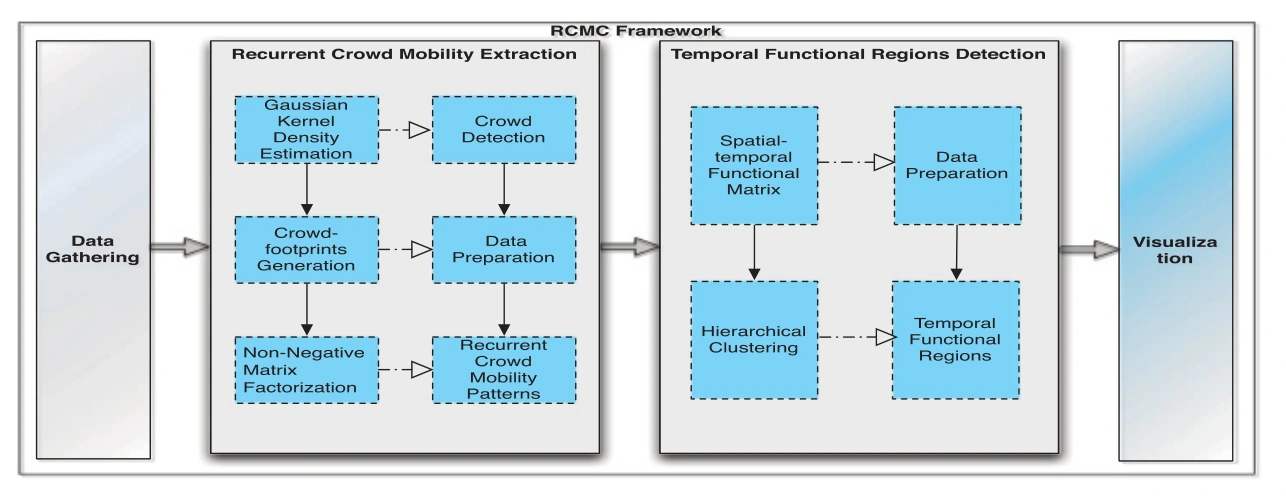 RCMC Framework
Data
Gathering
Recurrent Crowd Mobility Extraction
Gaussian
Kernel
Density
Estimation
Crowd
Detection
Crowd-
footprints
Generation
Data
Preparation
Non-Negative
Matrix
Factorization
Recurrent
Crowd
Mobility
Patterns
Temporal Functional Regions Detection
Spatial-
temporal
Functional
Matrix
Data
Preparation
Hierarchical
Clustering
Temporal
Functional
Regions
Visualiza
tion